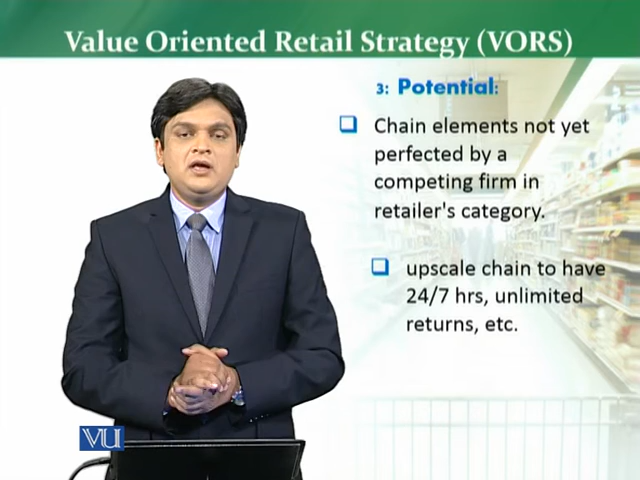 Value Oriented Retail Strategy (VORS)
3: Potential:
❑ Chain elements not yet
perfected by a
competing firm in
retailer's category.
❑ upscale chain to have
24/7 hrs, unlimited
returns, etc.
VU